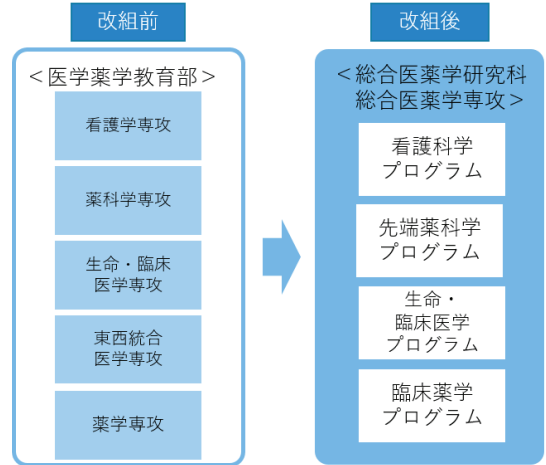 改組前
＜医学薬学教育部＞
看護学専攻
薬科学専攻
生命・臨床
医学専攻
東西統合
医学専攻
薬学専攻
改組後
＜総合医薬学研究科
総合医薬学専攻＞
看護科学
プログラム
先端薬科学
プログラム
生命・
臨床医学
プログラム
臨床薬学
プログラム